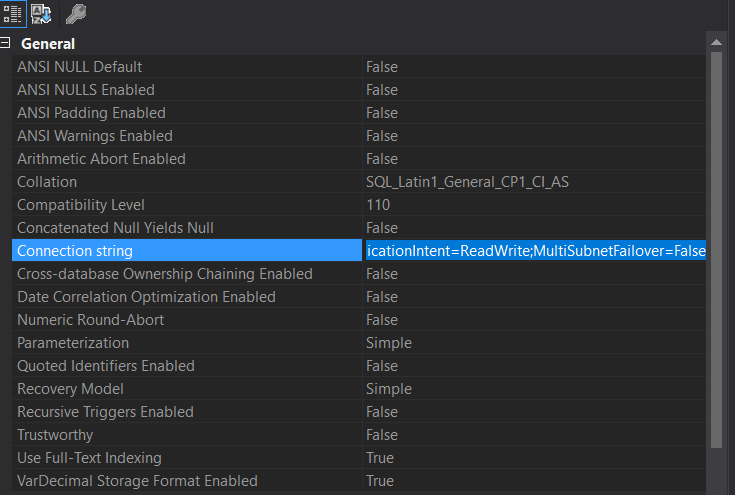 General
ANSI NULL Default False
ANSI NULLS Enabled False
ANSI Padding Enabled False
ANSI Warnings Enabled False
Arithmetic Abort Enabled False
Collation SQL_Latin1_General_CP1_CI_AS
Compatibility Level 110
Concatenated Null Yields Null False
Connection string icationIntent=ReadWrite;MultiSubnetFailover=False
Cross-database Ownership Chaining Enabled False
Date Correlation Optimization Enabled False
Numeric Round-Abort False
Parameterization Simple
Quoted Identifiers Enabled False
Recovery Model Simple
Recursive Triggers Enabled False
Trustworthy False
Use Full-Text Indexing True
VarDecimal Storage Format Enabled True